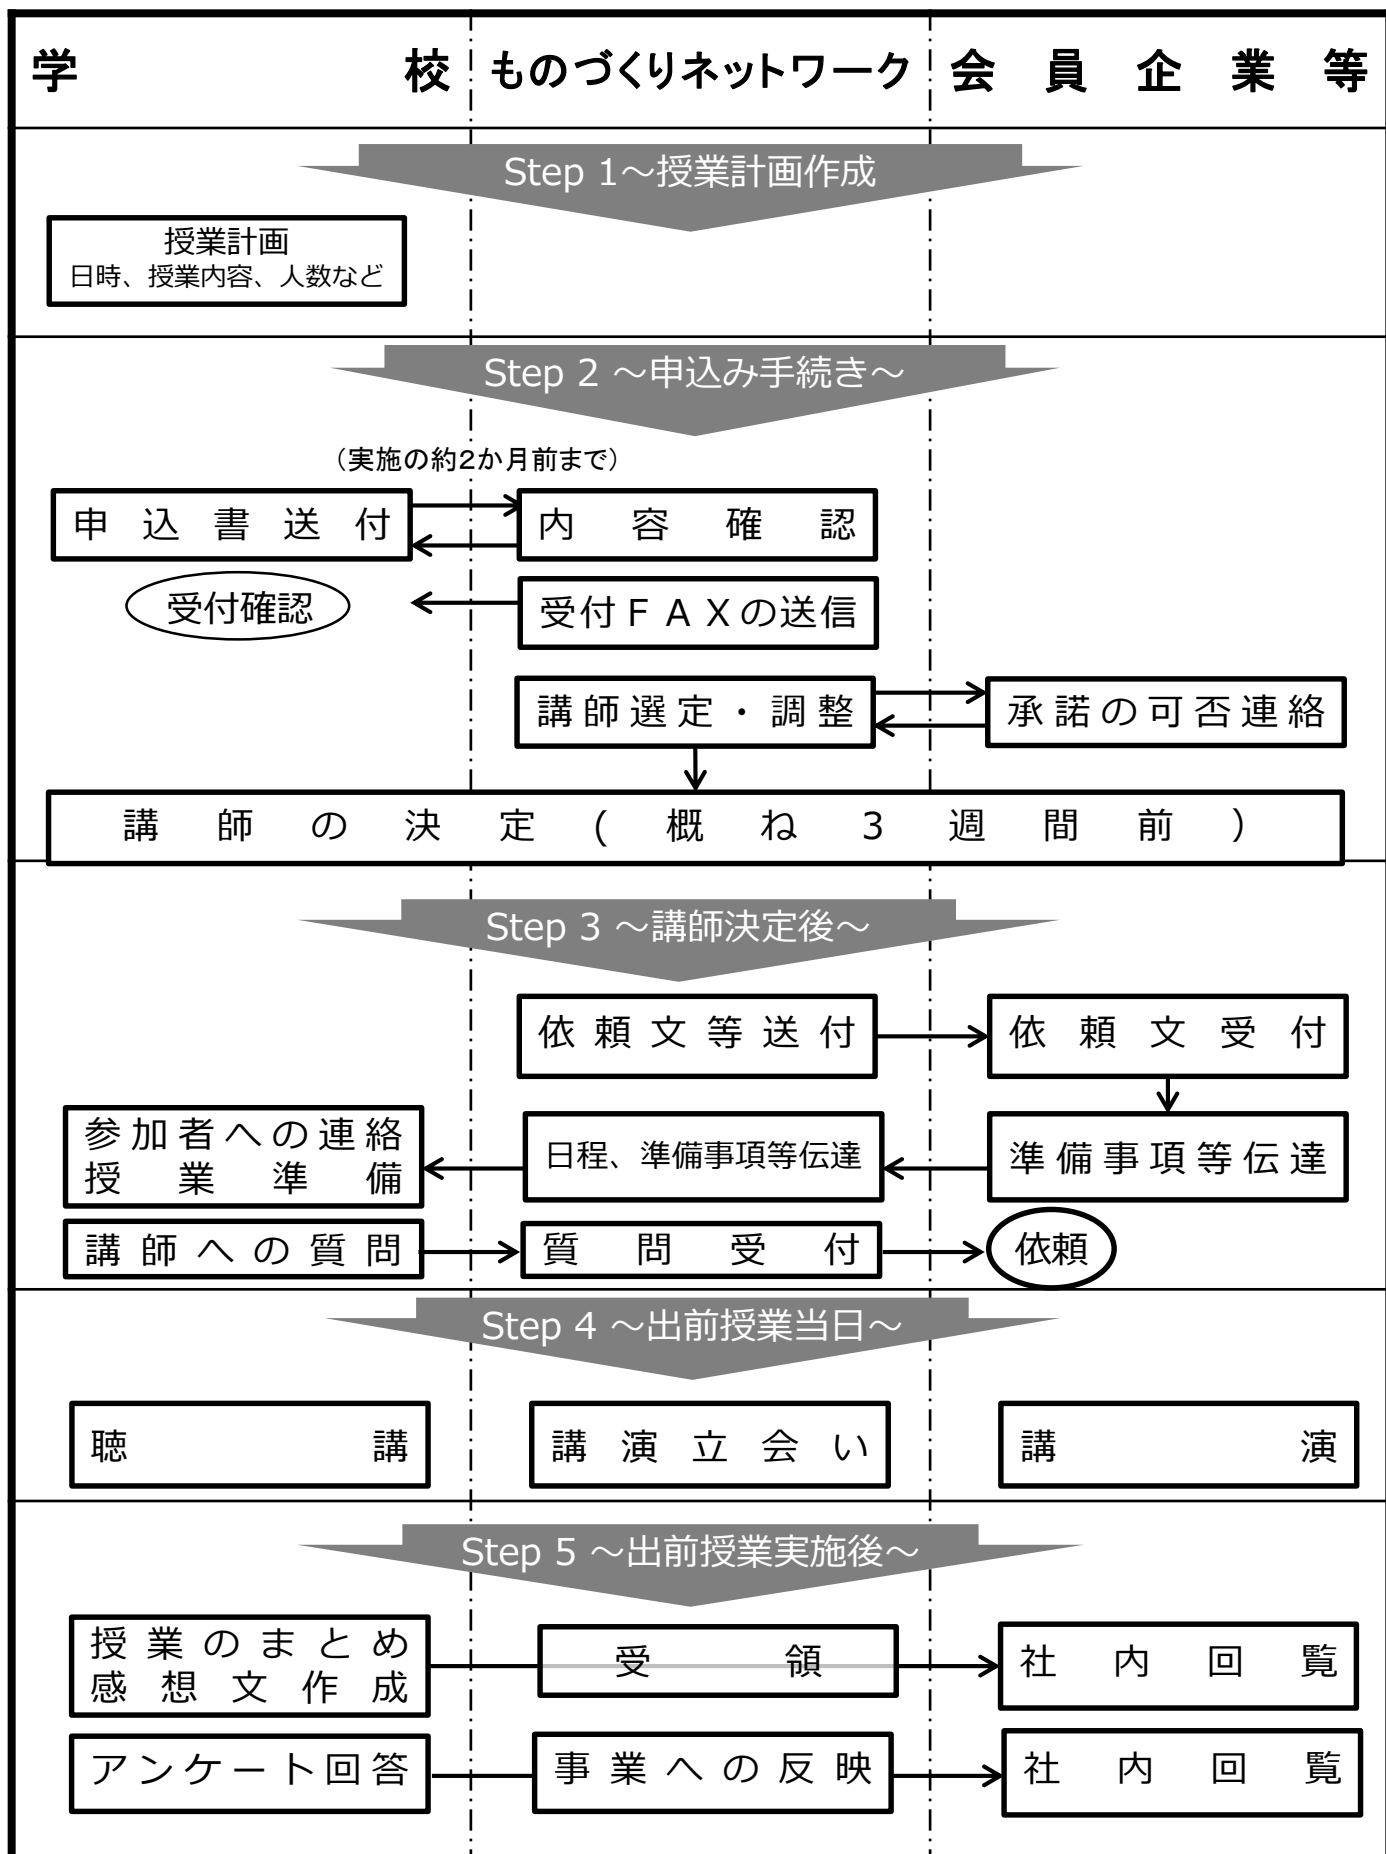 学校 ものづくりネットワーク 会員企業等
Step 1～授業計画作成
授業計画
日時、授業内容、人数など
Step 2 ～申込み手続き～
（実施の約2か月前まで）
申込書送付 内容確認
受付確認 受付ＦＡＸの送信
講師選定・調整 承諾の可否連絡
講師の決定(概ね3週間前）
Step 3 ～講師決定後～
依頼文等送付 依頼文受付
参加者への連絡
授業準備
日程、準備事項等伝達 準備事項等伝達
講師への質問 質問受付 依頼
Step 4 ～出前授業当日～
聴講 講演立会い 講演
Step 5 ～出前授業実施後～
授業のまとめ
感想文作成
受領 社内回覧
アンケート回答 事業への反映 社内回覧